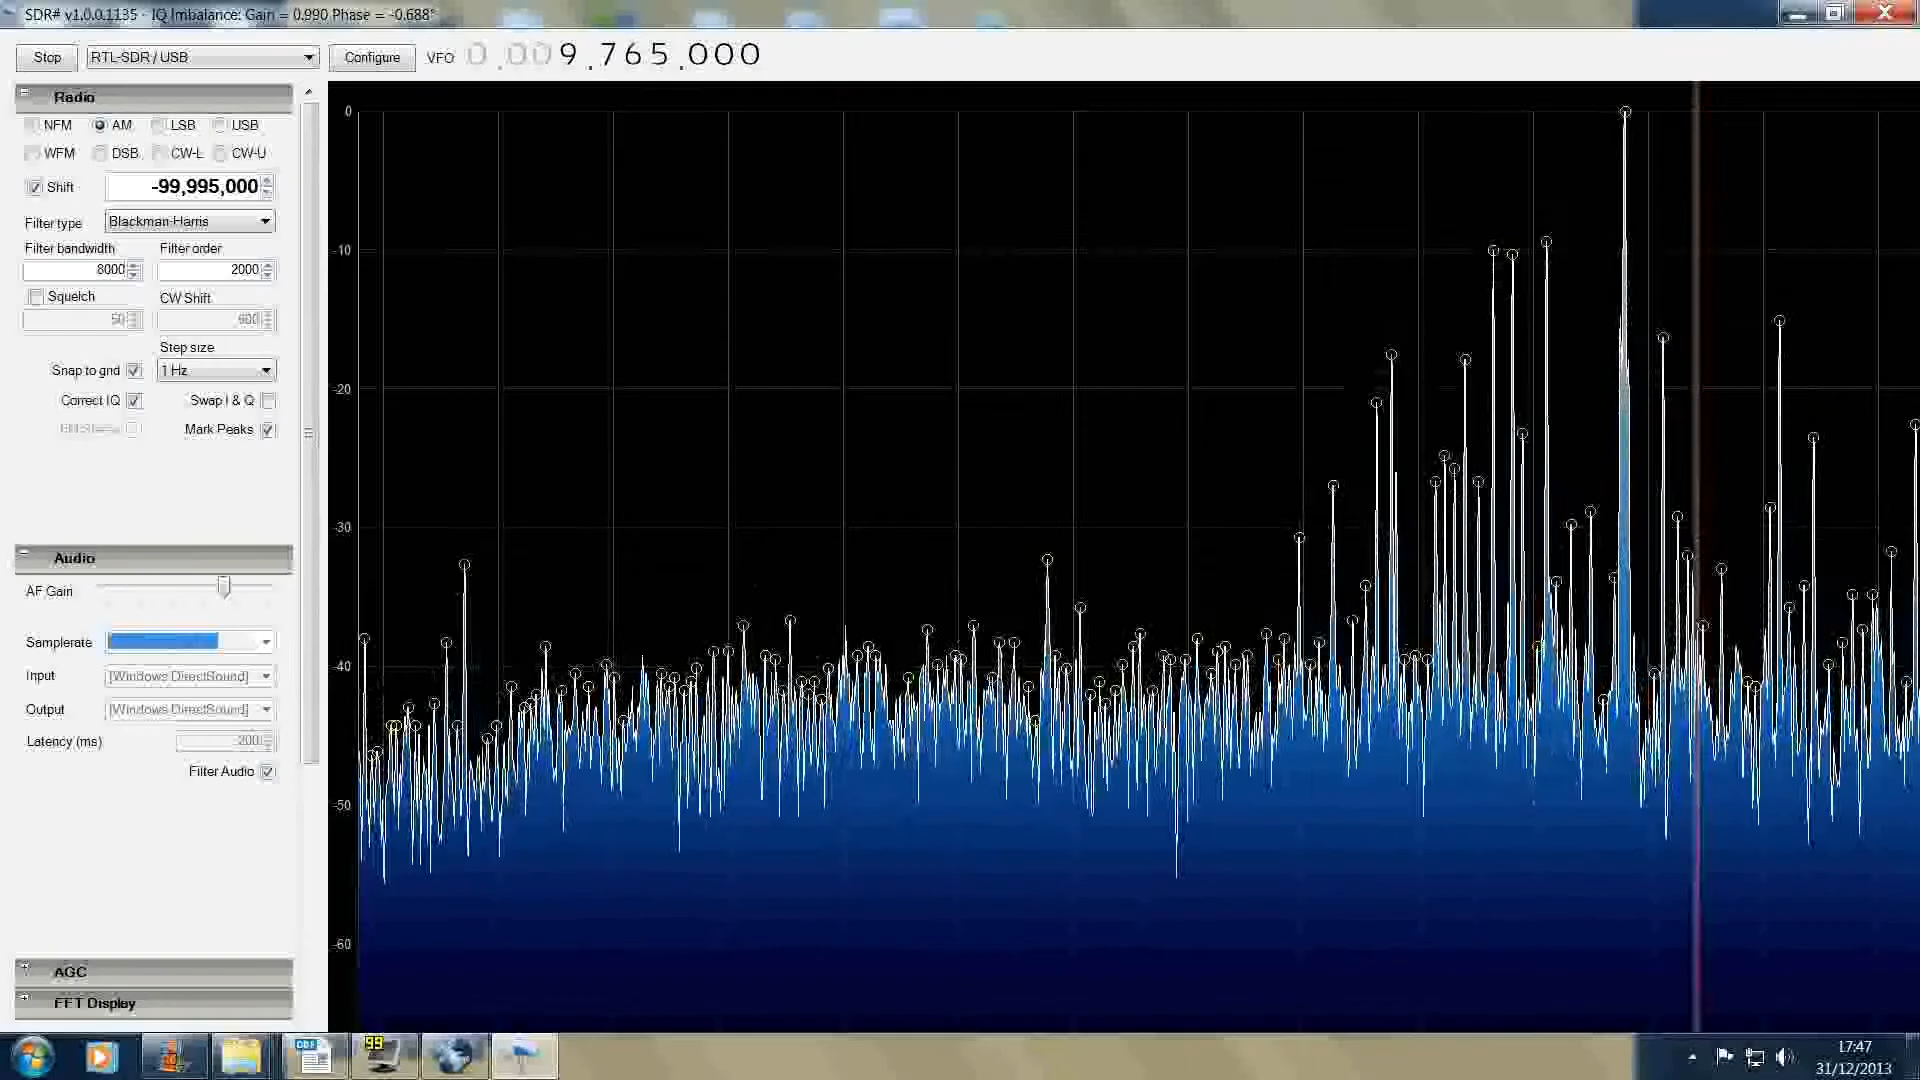 SDR# v1.0.0.1135 - IQ Imbalance: Gain = 0.990 Phase = -0.688°
Stop
RTL-SDR / USB
Configure
VFO
0.009.765.000
Radio
NFM AM LSB USB
WFM DSB CW-L CW-U
Shift -99,995,000
Filter type Blackman-Harris
Filter bandwidth Filter order
8000 2000
Squelch CW Shift
50 600
Step size
Snap to grid 1 Hz
Correct IQ Swap I & Q
Mark Peaks
Audio
AF Gain
Samplerate
Input [Windows DirectSound]
Output [Windows DirectSound]
Latency (ms) 200
Filter Audio
AGC
FFT Display
0
-10
-20
-30
-40
-50
-60
ODF
99
17:47
31/12/2013